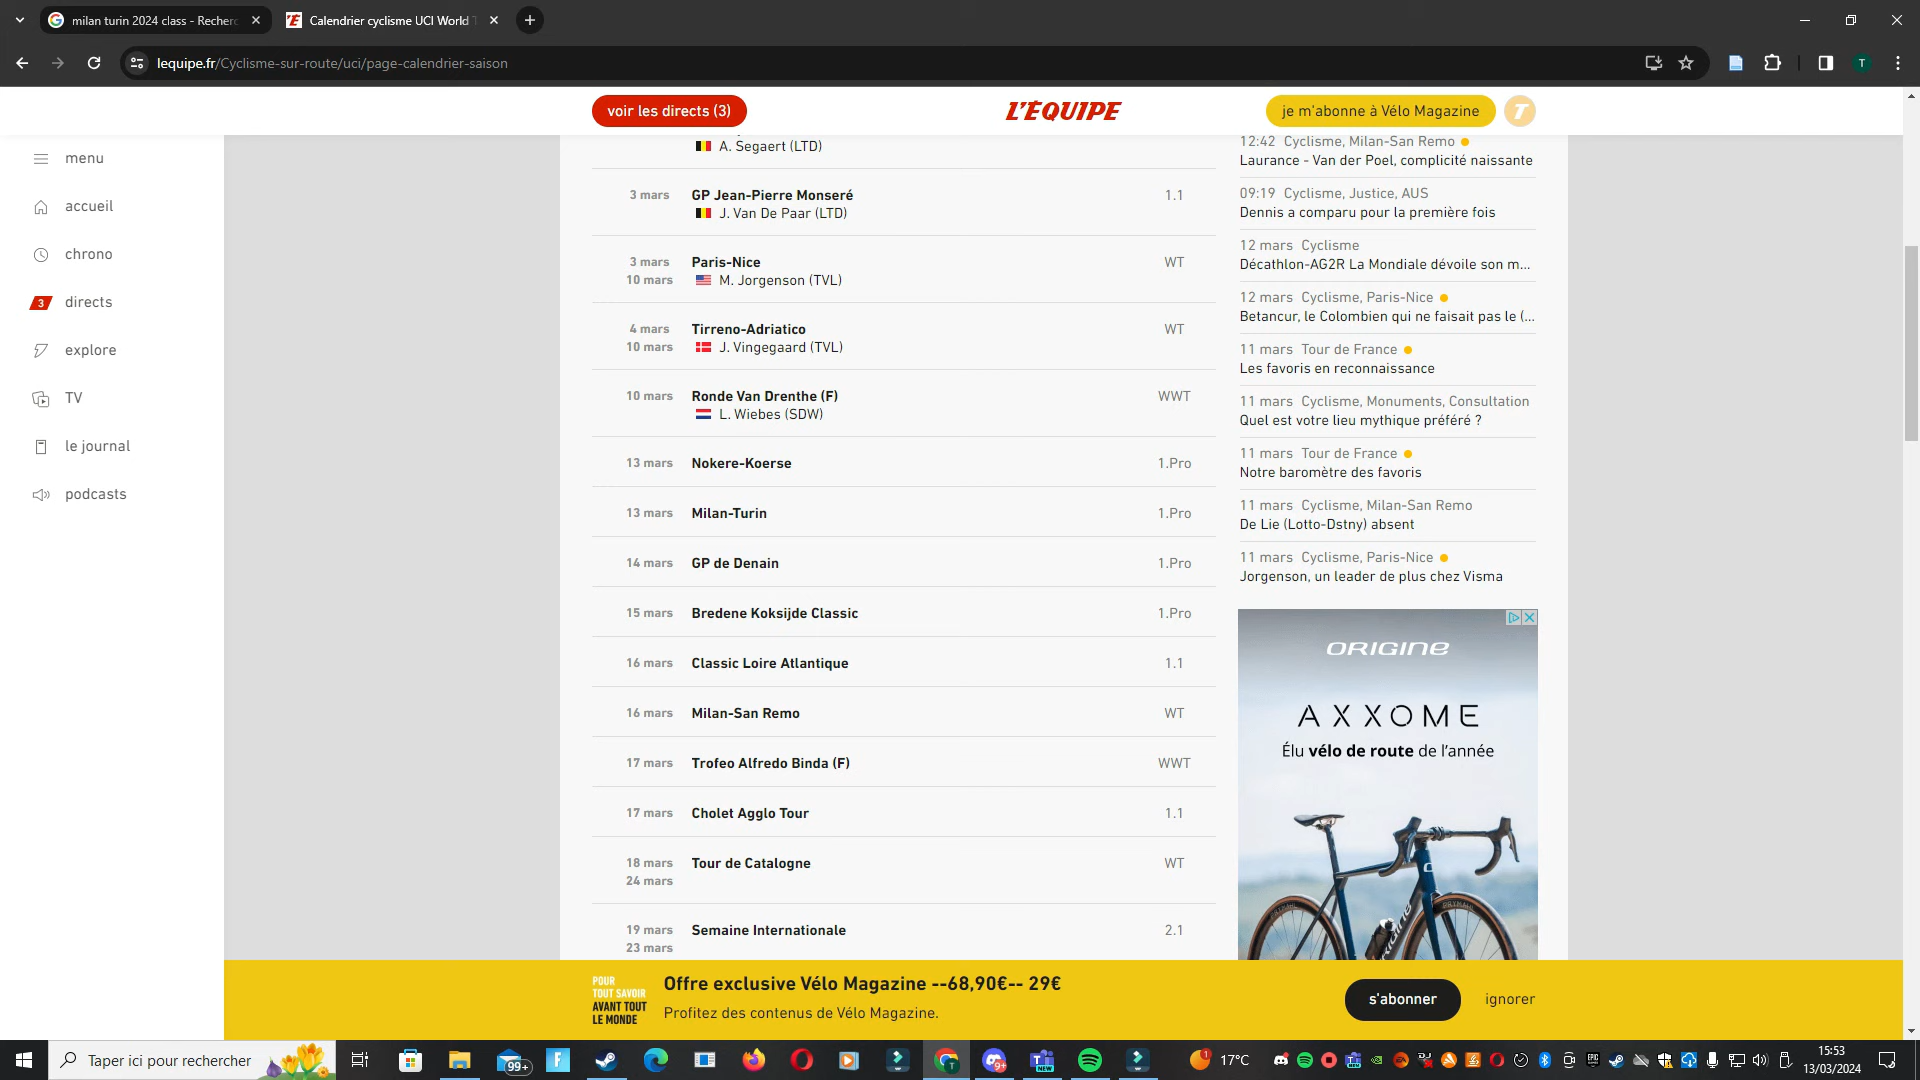 milan turin 2024 class - Recherc
Calendrier cyclisme UCI World T
lequipe.fr/Cyclisme-sur-route/uci/page-calendrier-saison
T
voir les directs (3)
L'ÉQUIPE
je m'abonne à Vélo Magazine
T
menu
accueil
chrono
3
directs
explore
TV
le journal
podcasts
A. Segaert (LTD)
3 mars
GP Jean-Pierre Monseré
1.1
J. Van De Paar (LTD)
3 mars
Paris-Nice
WT
10 mars
M. Jorgenson (TVL)
4 mars
Tirreno-Adriatico
WT
10 mars
J. Vingegaard (TVL)
10 mars
Ronde Van Drenthe (F)
WWT
L. Wiebes (SDW)
13 mars
Nokere-Koerse
1.Pro
13 mars
Milan-Turin
1.Pro
14 mars
GP de Denain
1.Pro
15 mars
Bredene Koksijde Classic
1.Pro
16 mars
Classic Loire Atlantique
1.1
16 mars
Milan-San Remo
WT
17 mars
Trofeo Alfredo Binda (F)
WWT
17 mars
Cholet Agglo Tour
1.1
18 mars
Tour de Catalogne
WT
24 mars
19 mars
Semaine Internationale
2.1
23 mars
12:42 Cyclisme, Milan-San Remo
Laurance - Van der Poel, complicité naissante
09:19 Cyclisme, Justice, AUS
Dennis a comparu pour la première fois
12 mars Cyclisme
Décathlon-AG2R La Mondiale dévoile son m...
12 mars Cyclisme, Paris-Nice
Betancur, le Colombien qui ne faisait pas le (...
11 mars Tour de France
Les favoris en reconnaissance
11 mars Cyclisme, Monuments, Consultation
Quel est votre lieu mythique préféré ?
11 mars Tour de France
Notre baromètre des favoris
11 mars Cyclisme, Milan-San Remo
De Lie (Lotto-Dstny) absent
11 mars Cyclisme, Paris-Nice
Jorgenson, un leader de plus chez Visma
ORIGINE
AXXOME
Élu vélo de route de l'année
POUR
TOUT SAVOIR
AVANT TOUT
LE MONDE
Offre exclusive Vélo Magazine --68,90€-- 29€
Profitez des contenus de Vélo Magazine.
s'abonner
ignorer
Taper ici pour rechercher
99+
17°C
15:53
13/03/2024